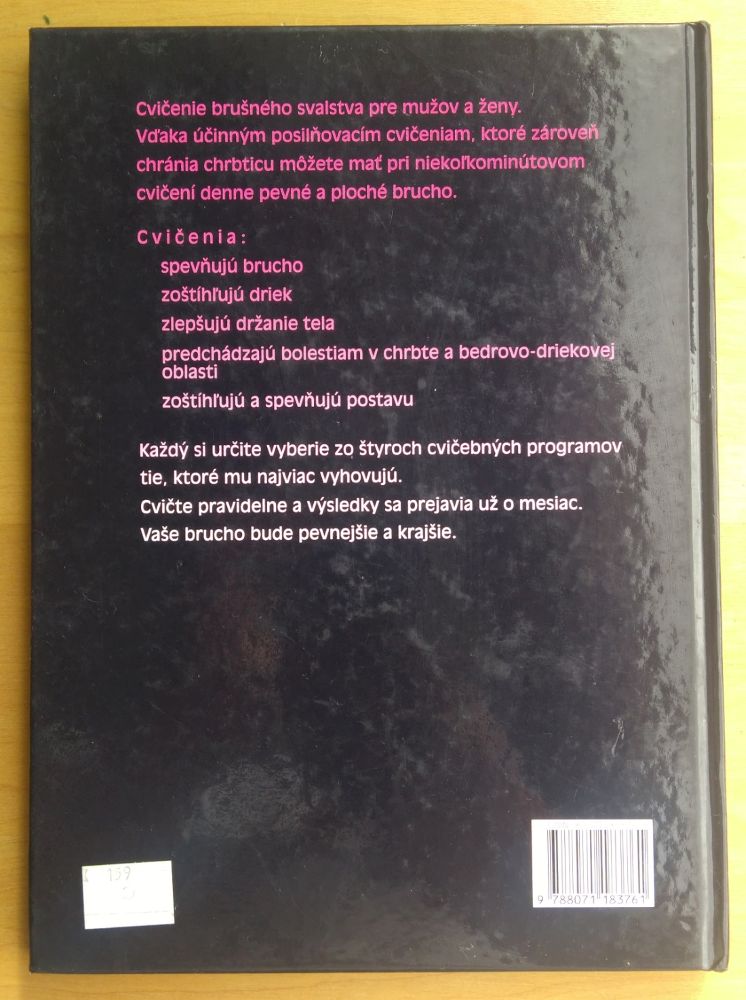 Cvičenie brušného svalstva pre mužov a ženy.
Vďaka účinným posilňovacím cvičeniam, ktoré zároveň
chránia chrbticu môžete mať pri niekoľkominútovom
cvičení denne pevné a ploché brucho.
Cvičenia:
spevňujú brucho
zoštíhľujú driek
zlepšujú držanie tela
predchádzajú bolestiam v chrbte a bedrovo-driekovej
oblasti
zoštíhľujú a spevňujú postavu
Každý si určite vyberie zo štyroch cvičebných programov
tie, ktoré mu najviac vyhovujú.
Cvičte pravidelne a výsledky sa prejavia už o mesiac.
Vaše brucho bude pevnejšie a krajšie.
159
9 788071 183761